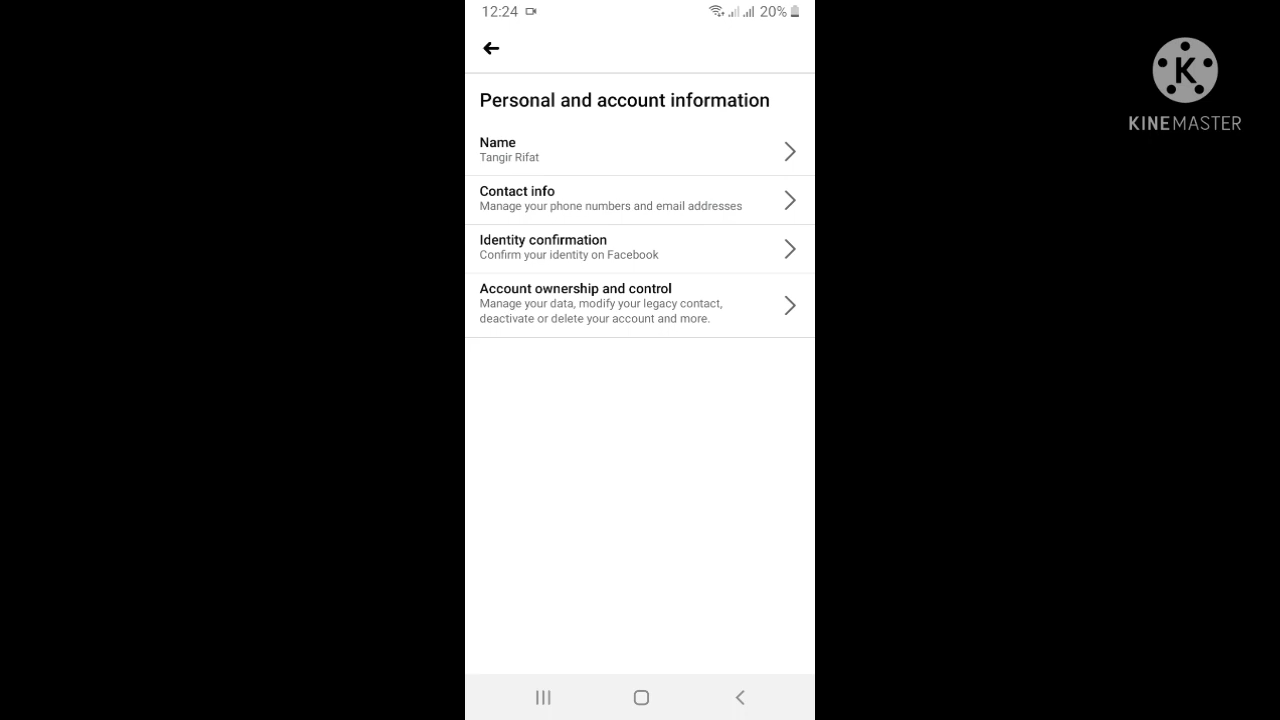 12:24
20%
K
KINEMASTER
Personal and account information
Name
Tangir Rifat
Contact info
Manage your phone numbers and email addresses
Identity confirmation
Confirm your identity on Facebook
Account ownership and control
Manage your data, modify your legacy contact,
deactivate or delete your account and more.